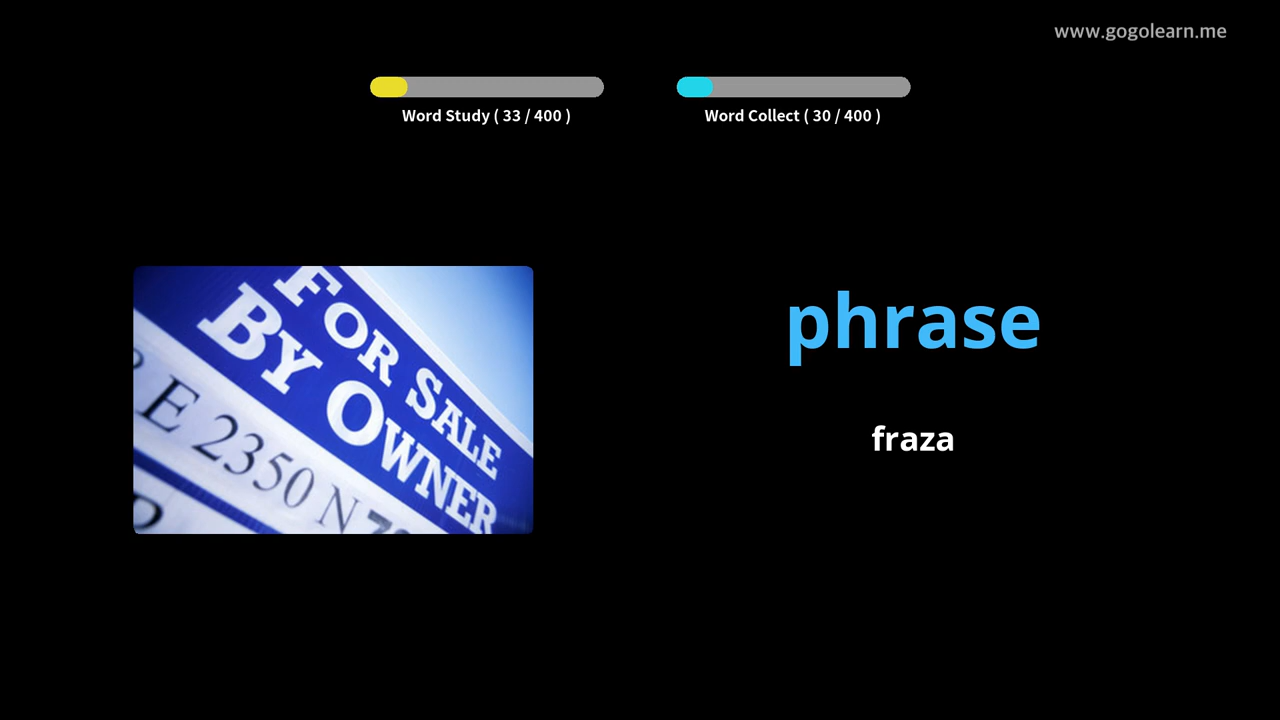 www.gogolearn.me
Word Study ( 33 / 400 )
Word Collect ( 30 / 400 )
FOR SALE
BY OWNER
E 2350 N
phrase
fraza